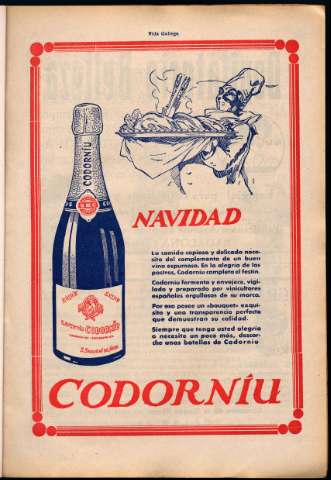 Vida Gallega
CODORNÍU
NAVIDAD
La comida copiosa y delicada nece-
sita del complemento de un buen
vino espumoso. En la alegría de los
postres, Codorniu completa el festín.
Codorniu fermenta y envejece, vigi-
lado y preparado por vinicultores
españoles orgullosos de su marca.
Por eso posee un «bouquet» exqui-
sito y una transparencia perfecta
que demuestran su calidad.
Siempre que tenga usted alegría
o necesite un poco más, descor-
che unas botellas de Codorniu
CODORNÍU
CODORNÍU